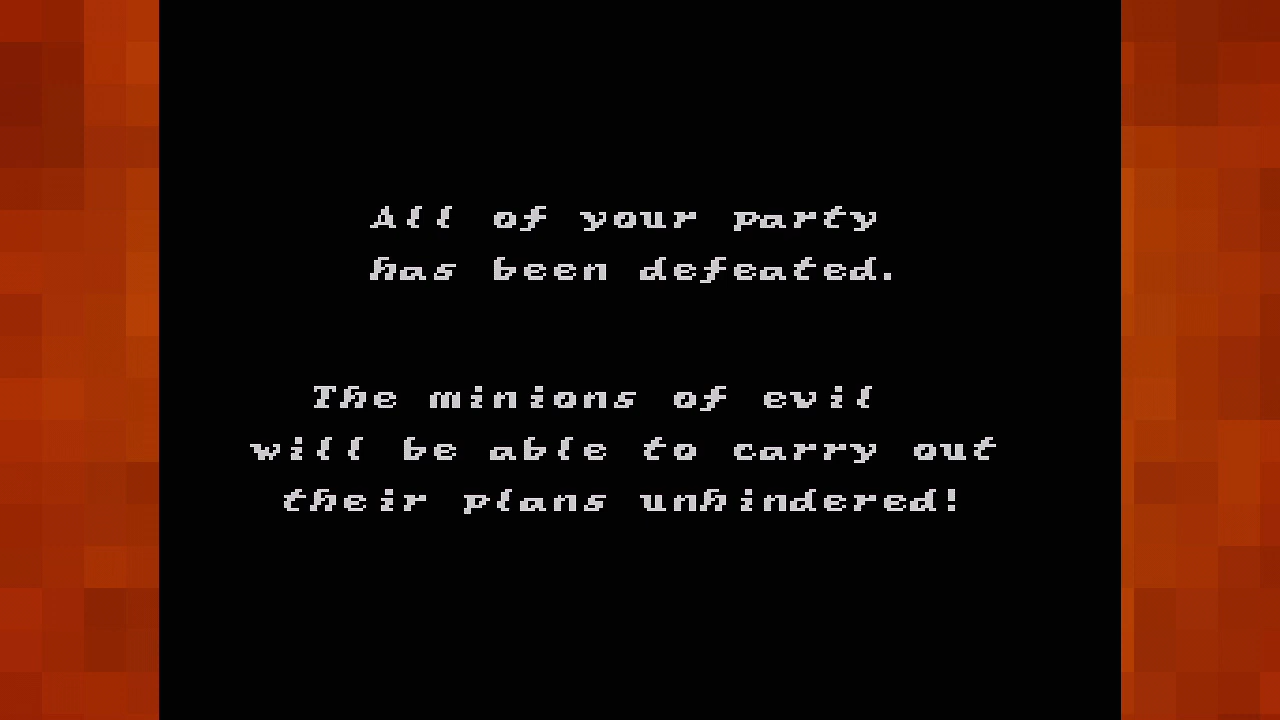 All of your party
has been defeated.
The minions of evil
will be able to carry out
their plans unhindered!